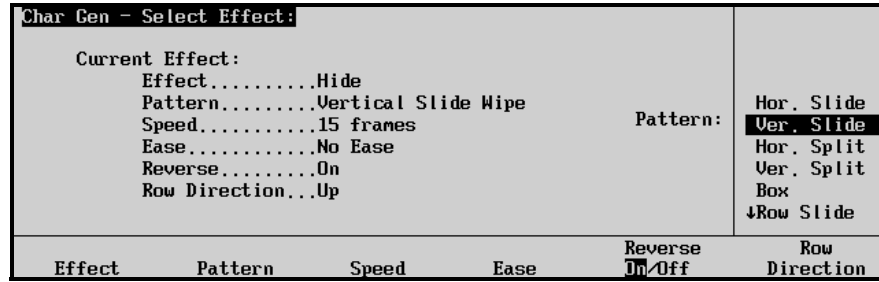 Char Gen - Select Effect:
Current Effect:
Effect..........Hide
Pattern.........Vertical Slide Wipe
Speed...........15 frames
Ease............No Ease
Reverse.........On
Row Direction...Up
Pattern:
Hor. Slide
Ver. Slide
Hor. Split
Ver. Split
Box
↓Row Slide
Effect
Pattern
Speed
Ease
Reverse
On/Off
Row
Direction